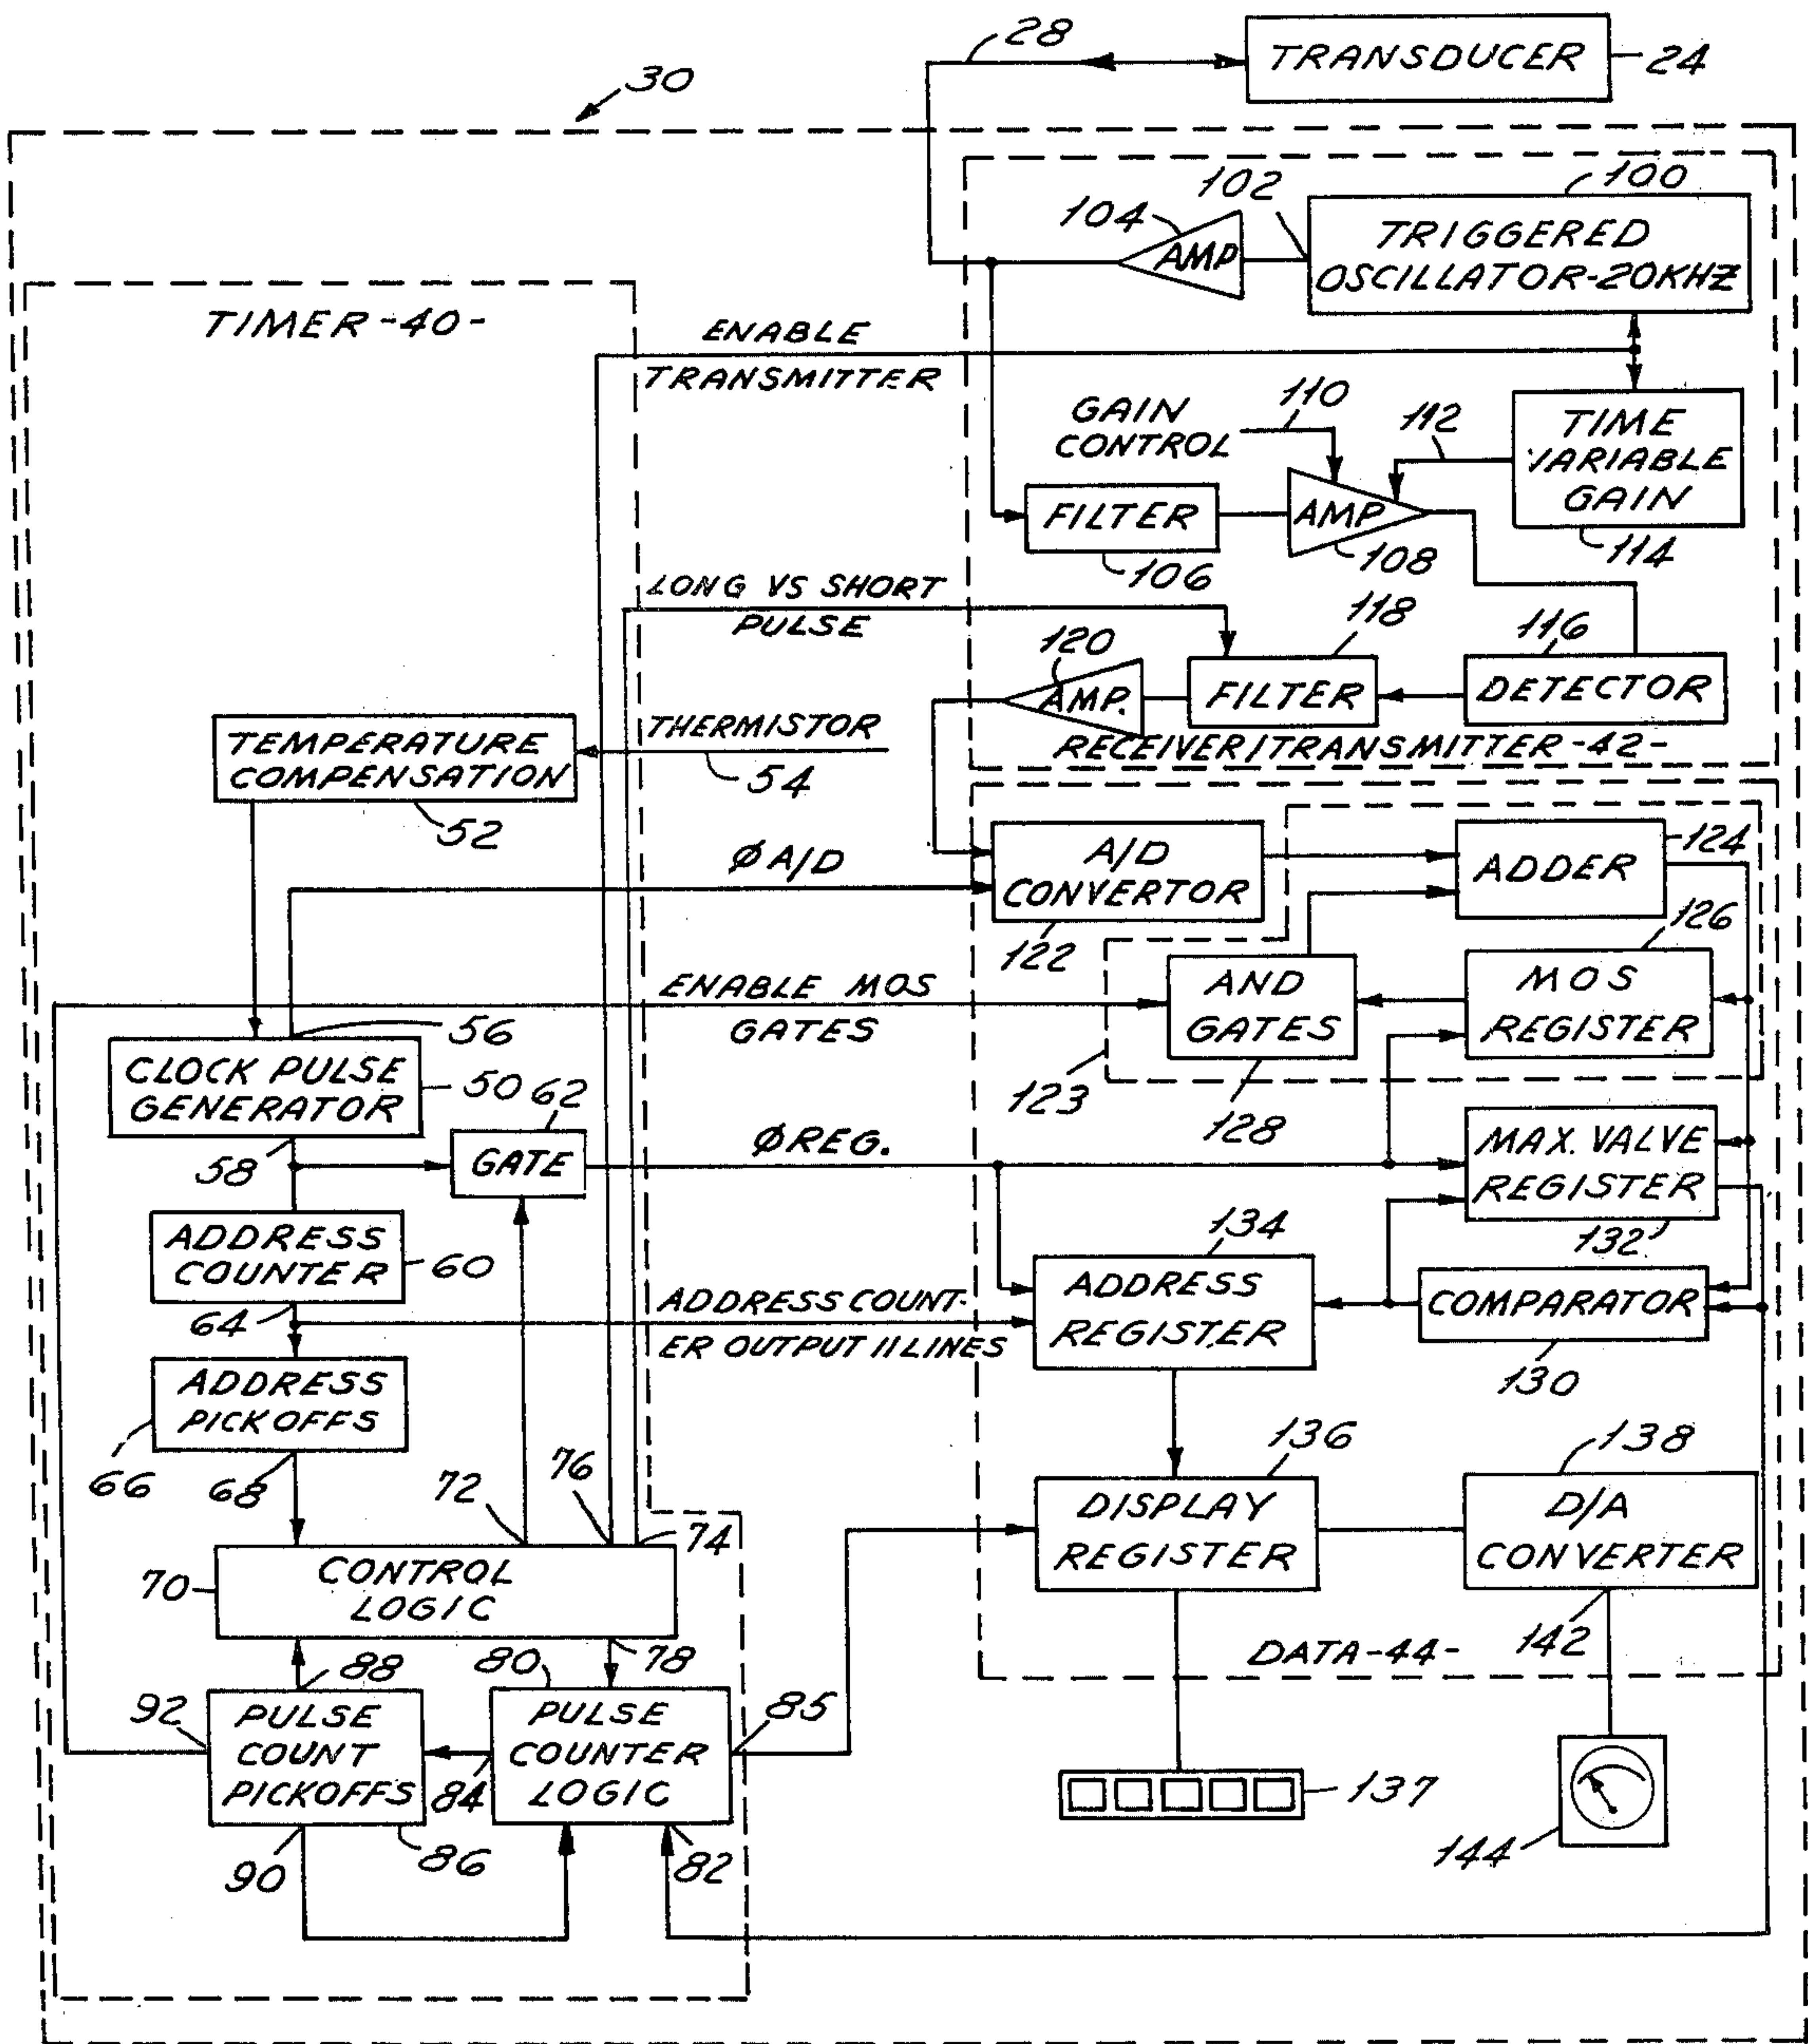 28
TRANSDUCER
24
30
102
100
104
AMP
TRIGGERED
OSCILLATOR-20KHZ
TIMER -40-
ENABLE
TRANSMITTER
GAIN
CONTROL
110
112
TIME
VARIABLE
GAIN
114
FILTER
106
AMP
108
LONG VS SHORT
PULSE
118
116
120
AMP.
FILTER
DETECTOR
RECEIVER/TRANSMITTER-42-
TEMPERATURE
COMPENSATION
52
THERMISTOR
54
Ø A/D
A/D
CONVERTOR
122
ADDER
124
126
ENABLE MOS
GATES
AND
GATES
128
MOS
REGISTER
123
56
CLOCK PULSE
GENERATOR
50
58
62
GATE
ØREG.
MAX. VALVE
REGISTER
132
ADDRESS
COUNTER
60
64
134
ADDRESS
REGISTER
COMPARATOR
130
ADDRESS COUNT-
ER OUTPUT 11 LINES
ADDRESS
PICKOFFS
66
68
72
76
74
136
DISPLAY
REGISTER
138
D/A
CONVERTER
142
70
CONTROL
LOGIC
78
DATA-44-
88
80
92
PULSE
COUNT
PICKOFFS
84
PULSE
COUNTER
LOGIC
85
90
86
82
137
144